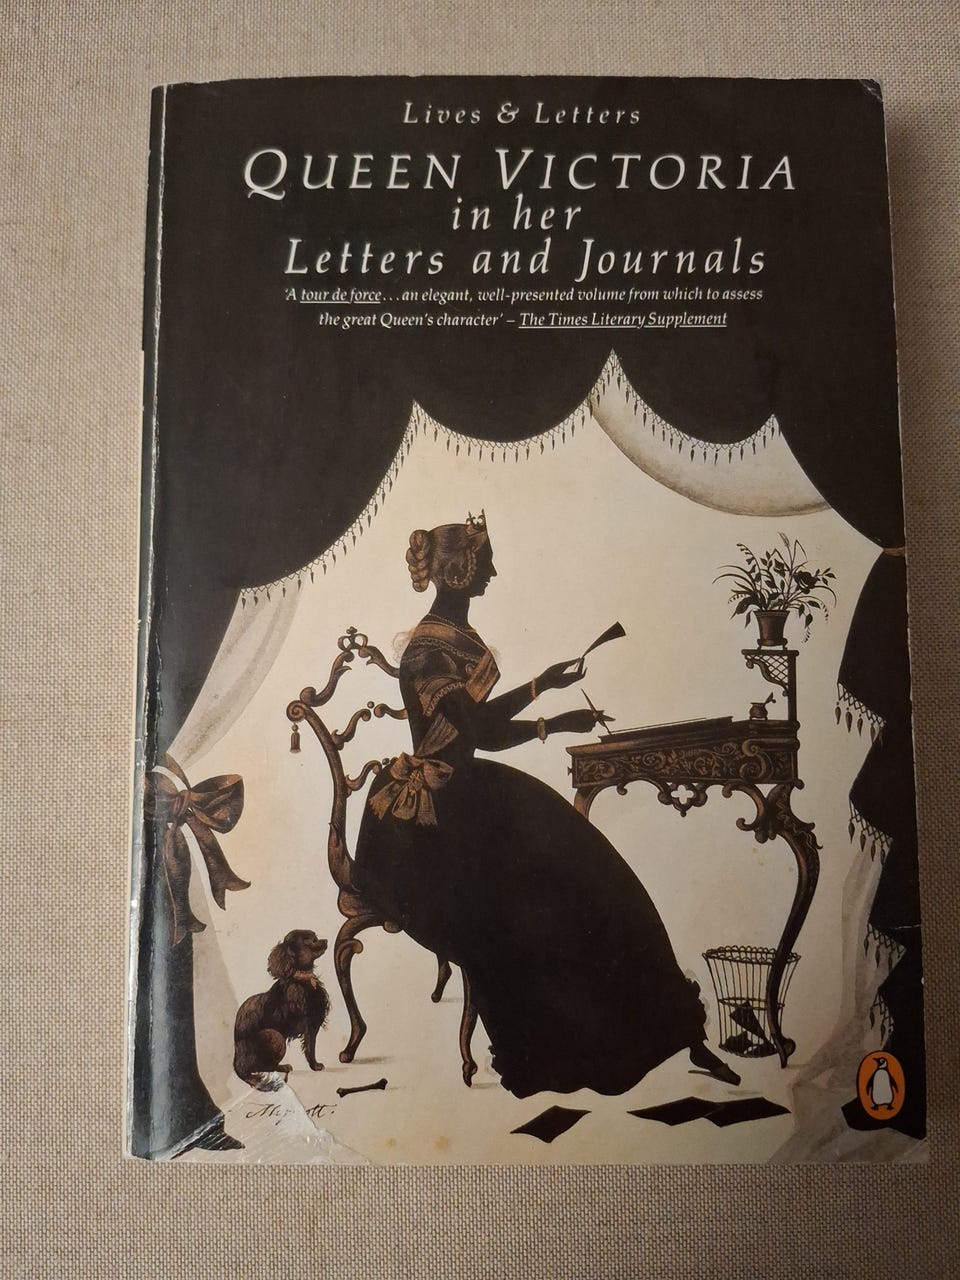 Lives & Letters
QUEEN VICTORIA
in her
Letters and Journals
'A tour de force...an elegant, well-presented volume from which to assess
the great Queen's character' – The Times Literary Supplement